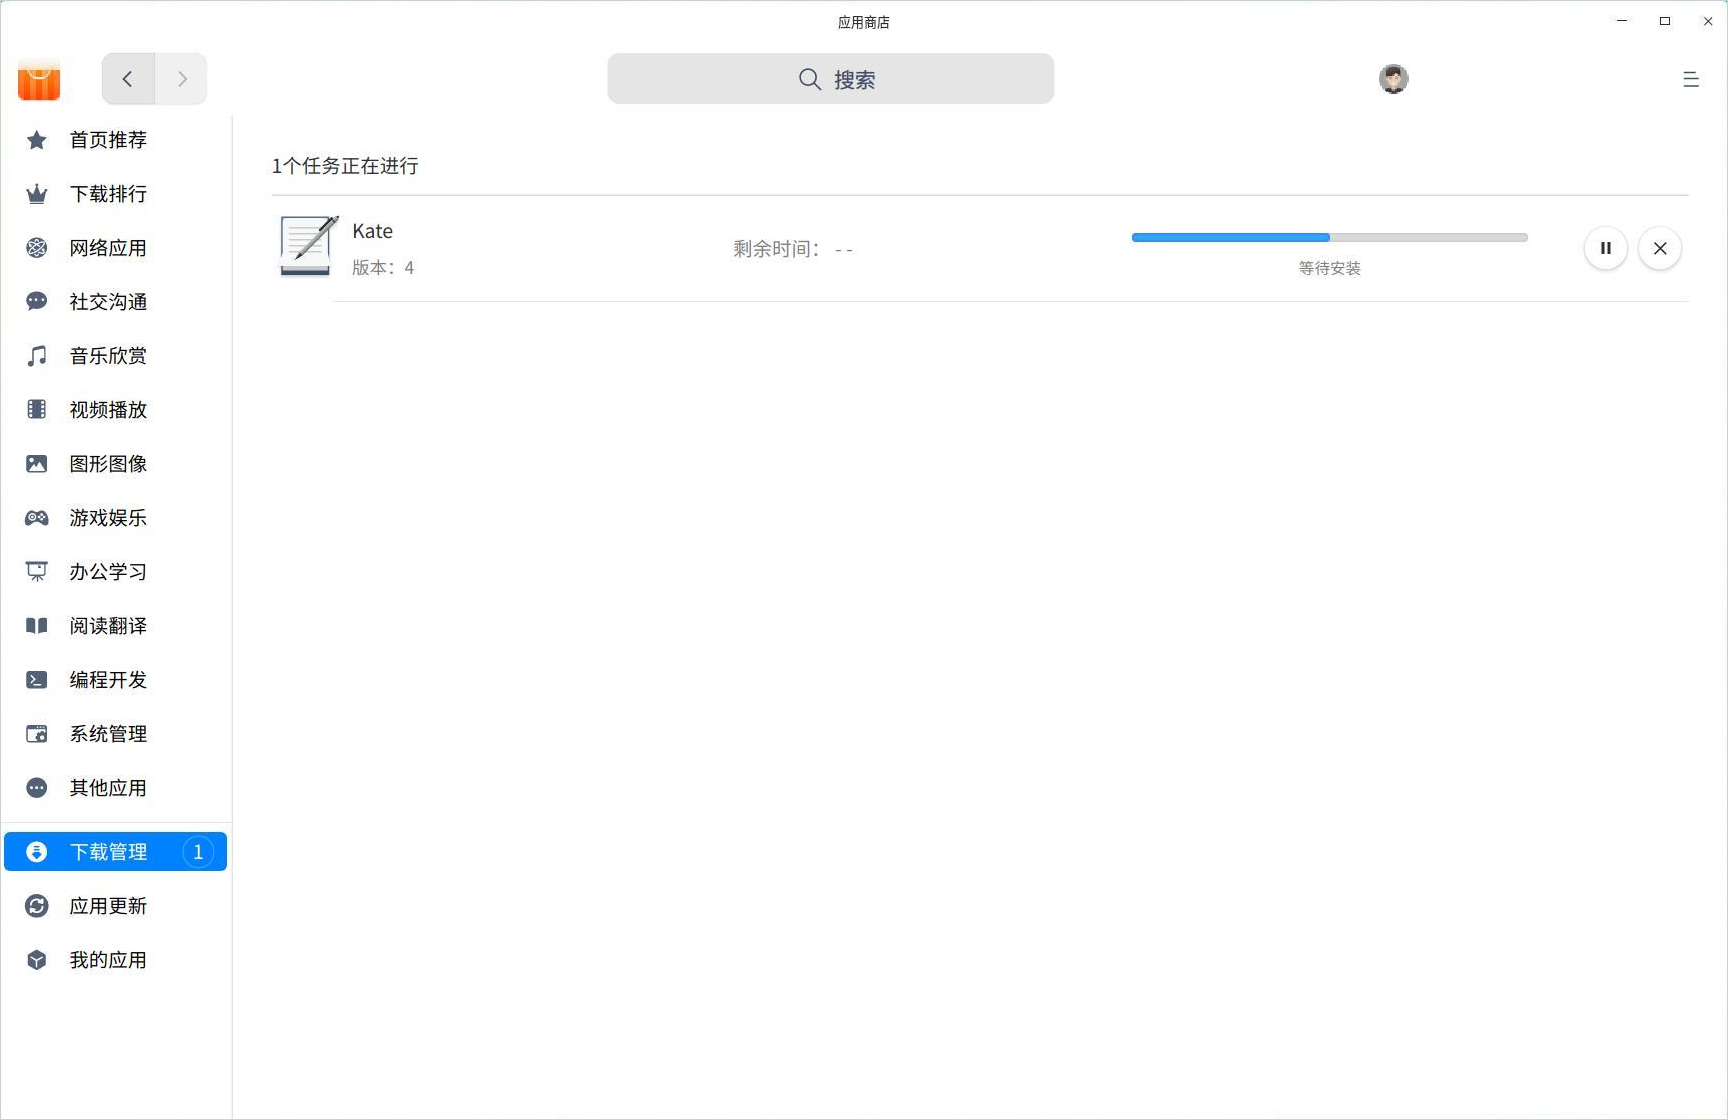 应用商店
搜索
首页推荐
下载排行
网络应用
社交沟通
音乐欣赏
视频播放
图形图像
游戏娱乐
办公学习
阅读翻译
编程开发
系统管理
其他应用
下载管理 1
应用更新
我的应用
1个任务正在进行
Kate
版本：4
剩余时间： - -
等待安装